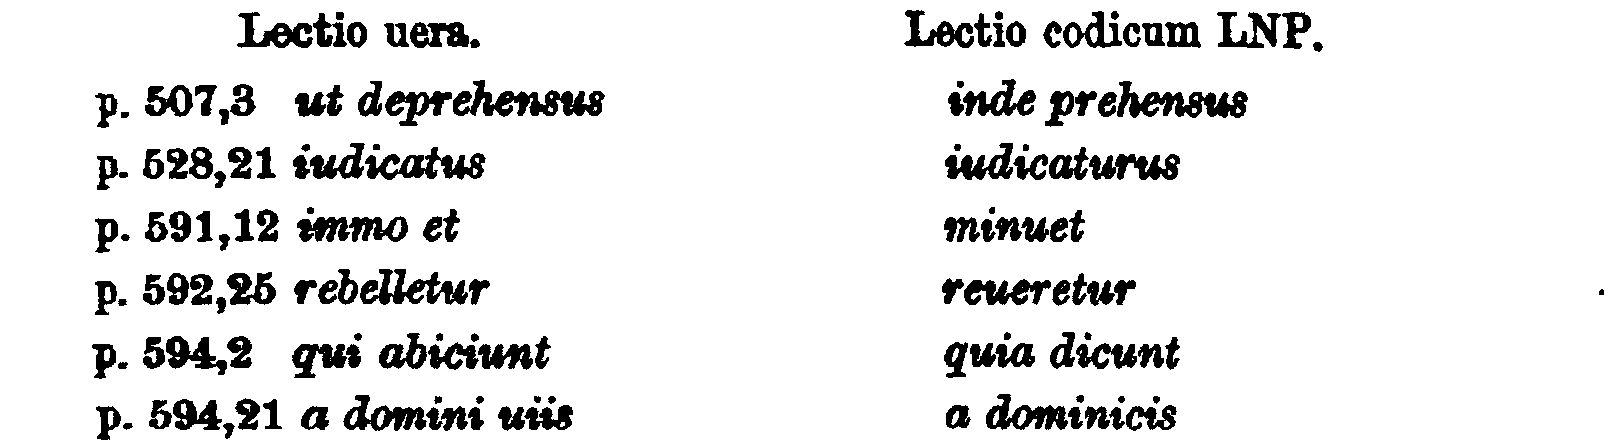 Lectio uera. Lectio codicum LNP.
p. 507,3 ut deprehensus inde prehensus
p. 528,21 iudicatus iudicaturus
p. 591,12 immo et minuet
p. 592,25 rebelletur reueretur
p. 594,2 qui abiciunt quia dicunt
p. 594,21 a domini uiis a dominicis